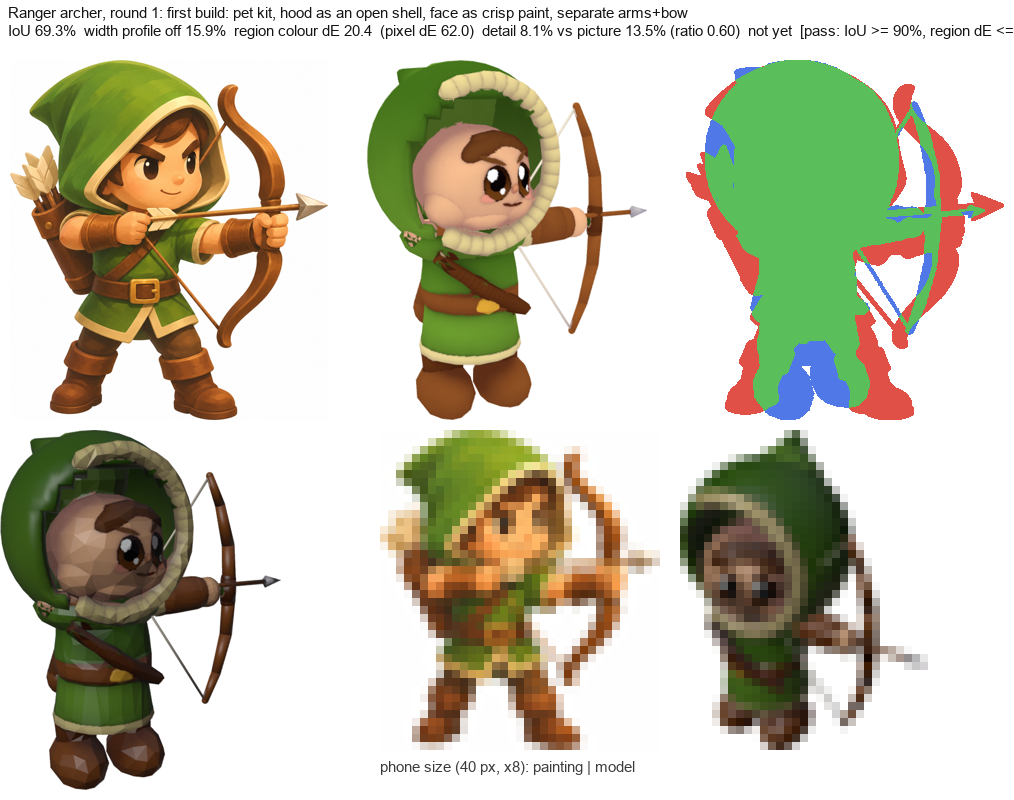 Ranger archer, round 1: first build: pet kit, hood as an open shell, face as crisp paint, separate arms+bow
IoU 69.3%  width profile off 15.9%  region colour dE 20.4  (pixel dE 62.0)  detail 8.1% vs picture 13.5% (ratio 0.60)  not yet  [pass: IoU >= 90%, region dE <=
phone size (40 px, x8): painting | model